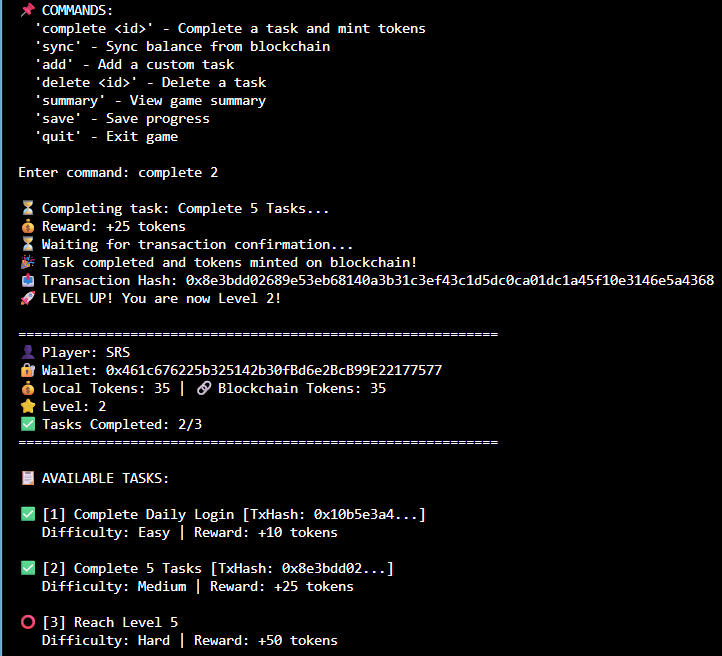 📌 COMMANDS:
'complete <id>' - Complete a task and mint tokens
'sync' - Sync balance from blockchain
'add' - Add a custom task
'delete <id>' - Delete a task
'summary' - View game summary
'save' - Save progress
'quit' - Exit game
Enter command: complete 2
⏳ Completing task: Complete 5 Tasks...
💰 Reward: +25 tokens
⏳ Waiting for transaction confirmation...
🎉 Task completed and tokens minted on blockchain!
📬 Transaction Hash: 0x8e3bdd02689e53eb68140a3b31c3ef43c1d5dc0ca01dc1a45f10e3146e5a4368
🚀 LEVEL UP! You are now Level 2!
============================================================
👤 Player: SRS
🔐 Wallet: 0x461c676225b325142b30fBd6e2BcB99E22177577
💰 Local Tokens: 35 | 🔗 Blockchain Tokens: 35
⭐ Level: 2
✅ Tasks Completed: 2/3
============================================================
📋 AVAILABLE TASKS:
✅ [1] Complete Daily Login [TxHash: 0x10b5e3a4...]
Difficulty: Easy | Reward: +10 tokens
✅ [2] Complete 5 Tasks [TxHash: 0x8e3bdd02...]
Difficulty: Medium | Reward: +25 tokens
⭕ [3] Reach Level 5
Difficulty: Hard | Reward: +50 tokens